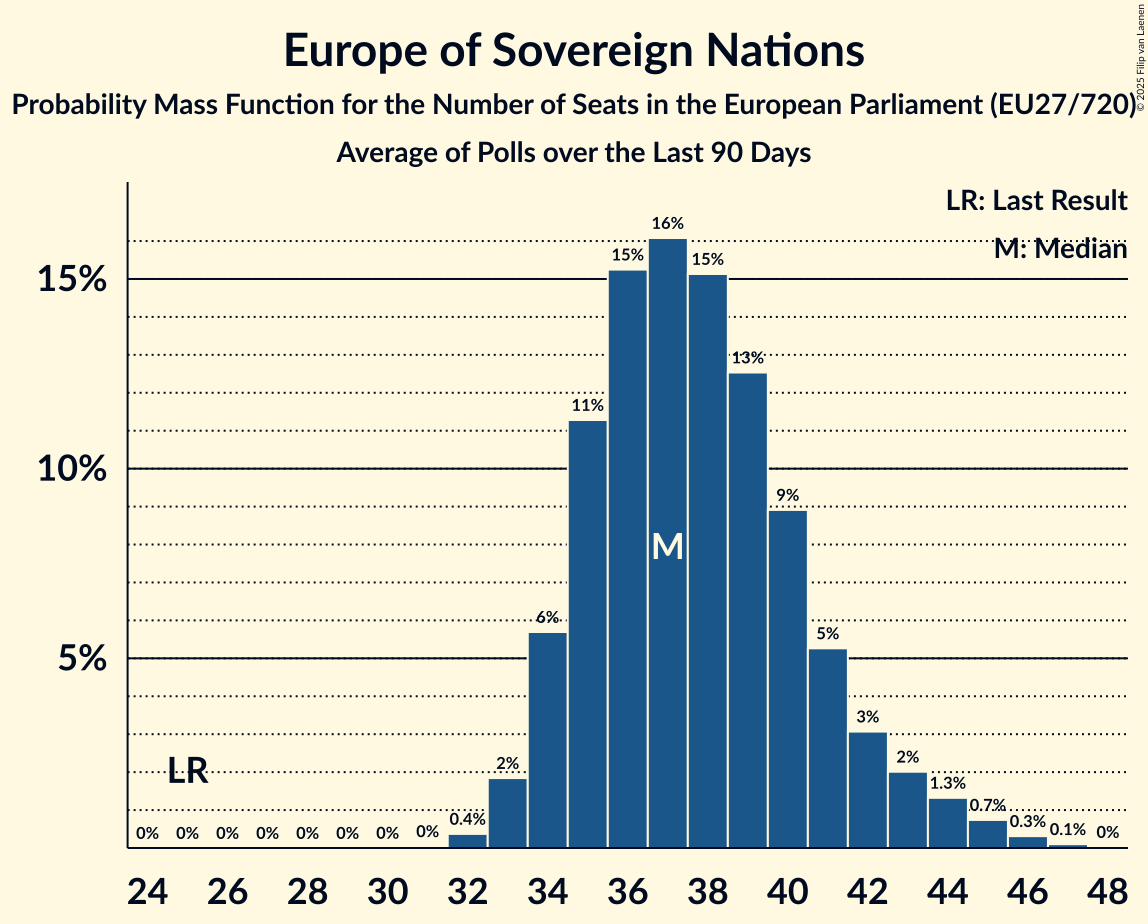 Europe of Sovereign Nations
Probability Mass Function for the Number of Seats in the European Parliament (EU27/720)
Average of Polls over the Last 90 Days
© 2025 Filip van Laenen
LR: Last Result
M: Median
15%
10%
5%
0% 0% 0% 0% 0% 0% 0% 0% 0.4% 2% 6% 11% 15% 16% 15% 13% 9% 5% 3% 2% 1.3% 0.7% 0.3% 0.1% 0%
LR
M
24 26 28 30 32 34 36 38 40 42 44 46 48